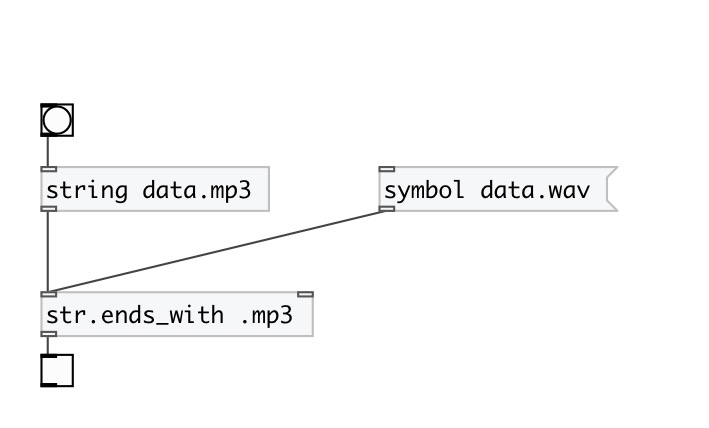 string data.mp3
symbol data.wav
str.ends_with .mp3